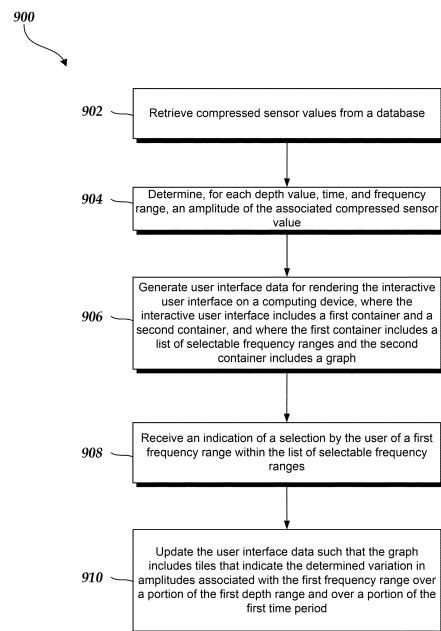 900
902
Retrieve compressed sensor values from a database
904
Determine, for each depth value, time, and frequency
range, an amplitude of the associated compressed sensor
value
906
Generate user interface data for rendering the interactive
user interface on a computing device, where the
interactive user interface includes a first container and a
second container, and where the first container includes a
list of selectable frequency ranges and the second
container includes a graph
908
Receive an indication of a selection by the user of a first
frequency range within the list of selectable frequency
ranges
910
Update the user interface data such that the graph
includes tiles that indicate the determined variation in
amplitudes associated with the first frequency range over
a portion of the first depth range and over a portion of the
first time period